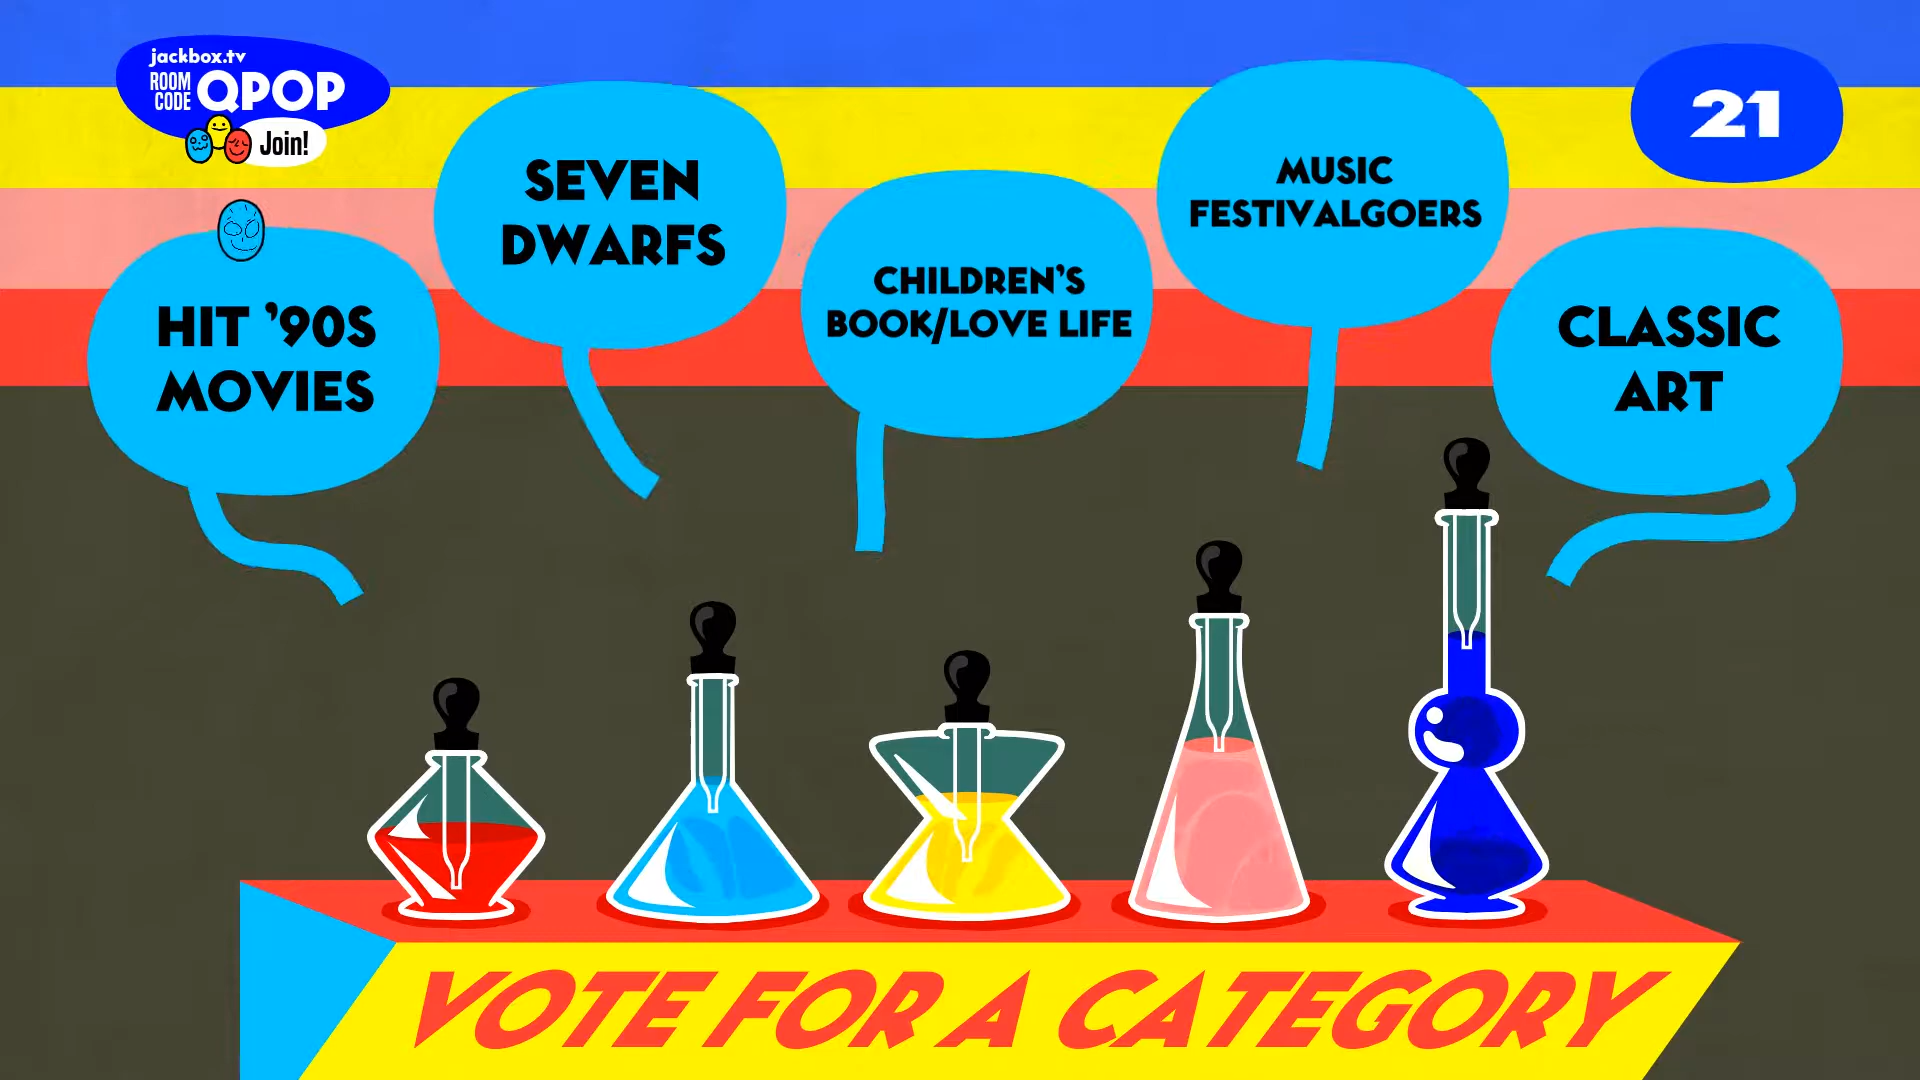 jackbox.tv
ROOM CODE QPOP
Join!
21
HIT ’90S
MOVIES
SEVEN
DWARFS
CHILDREN’S
BOOK/LOVE LIFE
MUSIC
FESTIVALGOERS
CLASSIC
ART
VOTE FOR A CATEGORY